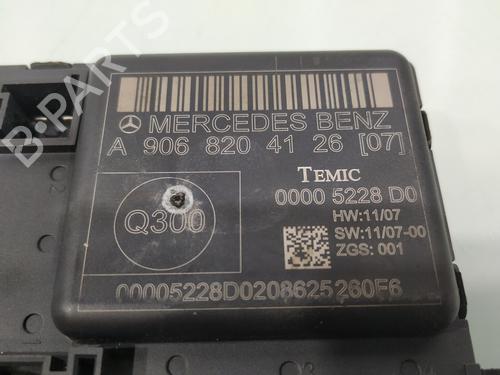 MERCEDES BENZ
A 906 820 41 26 [07]
TEMIC
0000 5228 D0
HW:11/07
SW:11/07-00
ZGS: 001
Q300
00005228D0208625260F6
B-PARTS